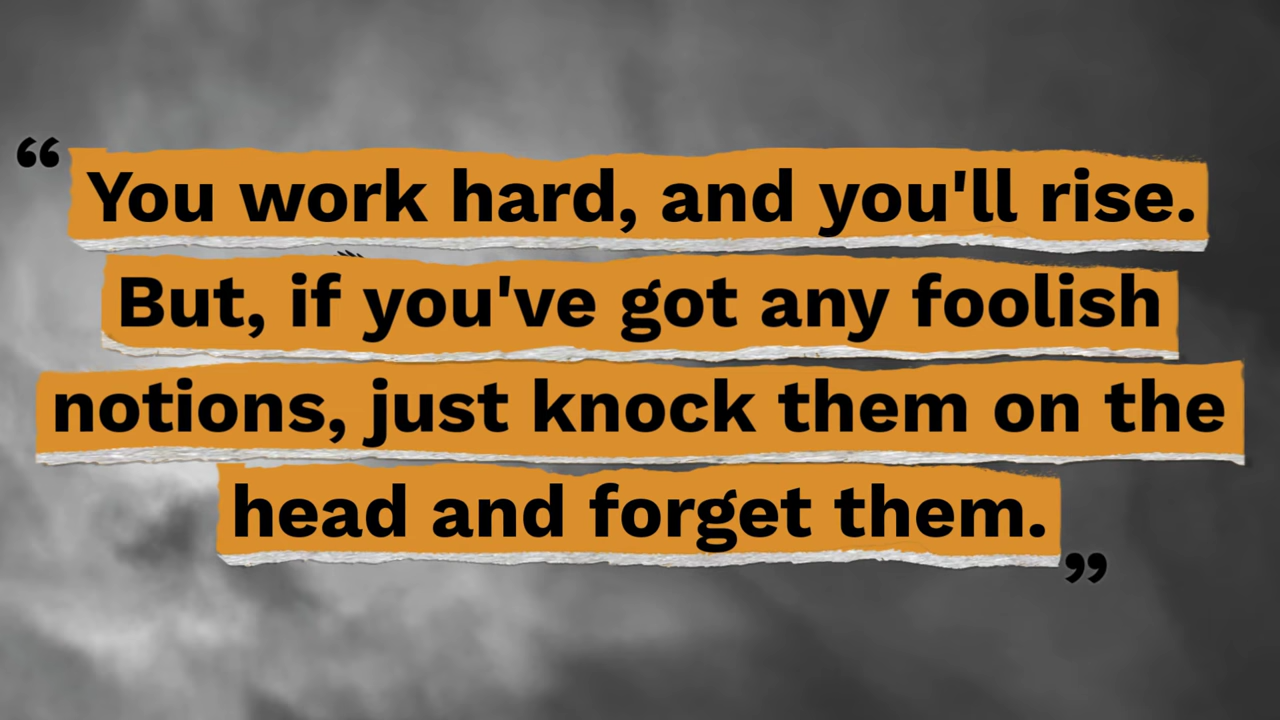 “You work hard, and you'll rise.
But, if you've got any foolish
notions, just knock them on the
head and forget them.”